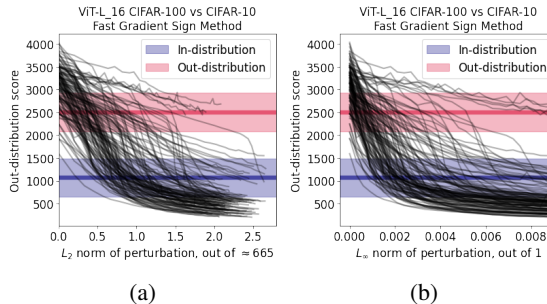 ViT-L_16 CIFAR-100 vs CIFAR-10
Fast Gradient Sign Method
Out-distribution score
4000
3500
3000
2500
2000
1500
1000
500
In-distribution
Out-distribution
0.0 0.5 1.0 1.5 2.0 2.5
L₂ norm of perturbation, out of ≈665
(a)
ViT-L_16 CIFAR-100 vs CIFAR-10
Fast Gradient Sign Method
Out-distribution score
4000
3500
3000
2500
2000
1500
1000
500
In-distribution
Out-distribution
0.000 0.002 0.004 0.006 0.008
L∞ norm of perturbation, out of 1
(b)